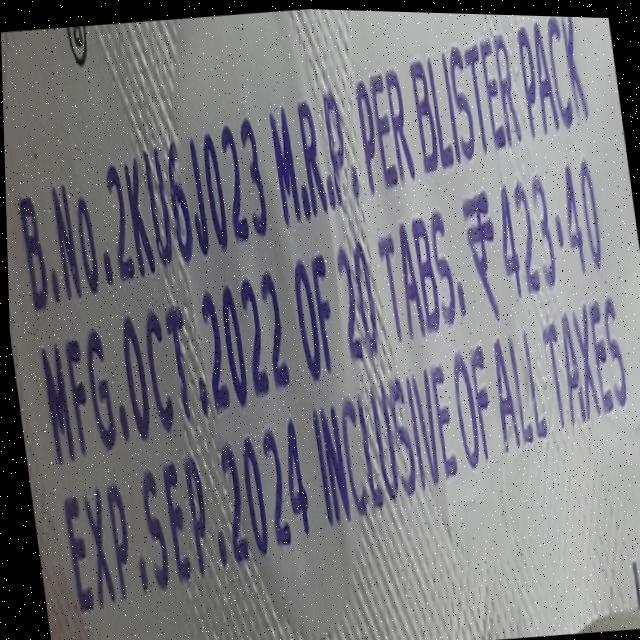 B.No.2KU6J023 M.R.P. PER BLISTER PACK
MFG.OCT.2022 OF 20 TABS. ₹ 423.40
EXP.SEP.2024 INCLUSIVE OF ALL TAXES